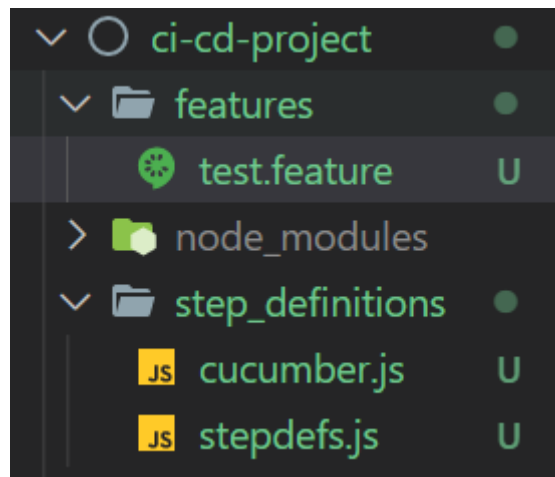 ci-cd-project
features
test.feature U
node_modules
step_definitions
JS cucumber.js U
JS stepdefs.js U